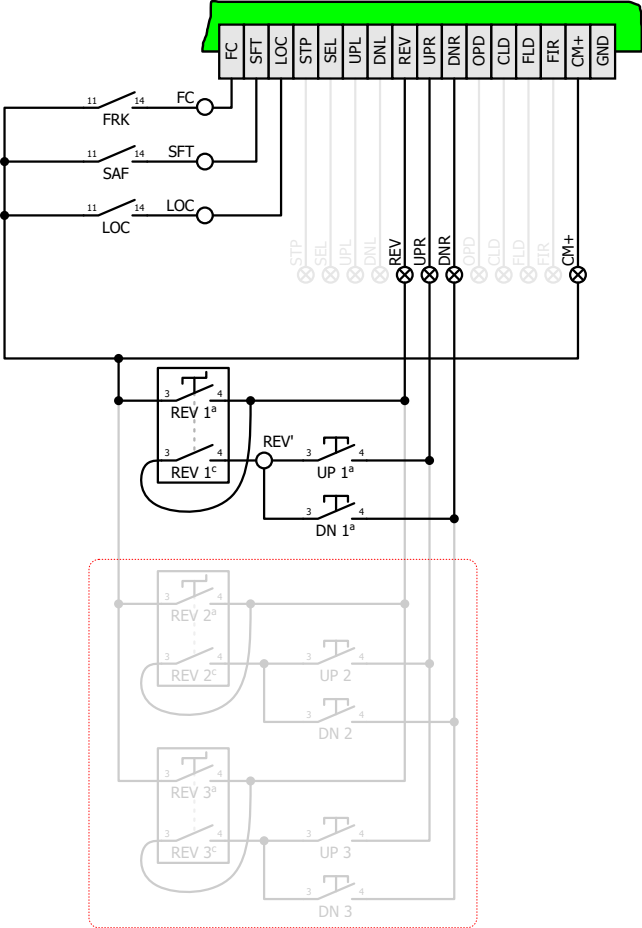 FC SFT LOC STP SEL UPL DNL REV UPR DNR OPD CLD FLD FIR CM+ GND
11 14 FC
FRK
11 14 SFT
SAF
11 14 LOC
LOC
STP SEL UPL DNL REV UPR DNR OPD CLD FLD FIR CM+
3 4
REV 1ª
REV'
3 4 3 4
REV 1ᶜ UP 1ª
3 4
DN 1ª
3 4
REV 2ª
3 4 3 4
REV 2ᶜ UP 2
3 4
DN 2
3 4
REV 3ª
3 4 3 4
REV 3ᶜ UP 3
3 4
DN 3